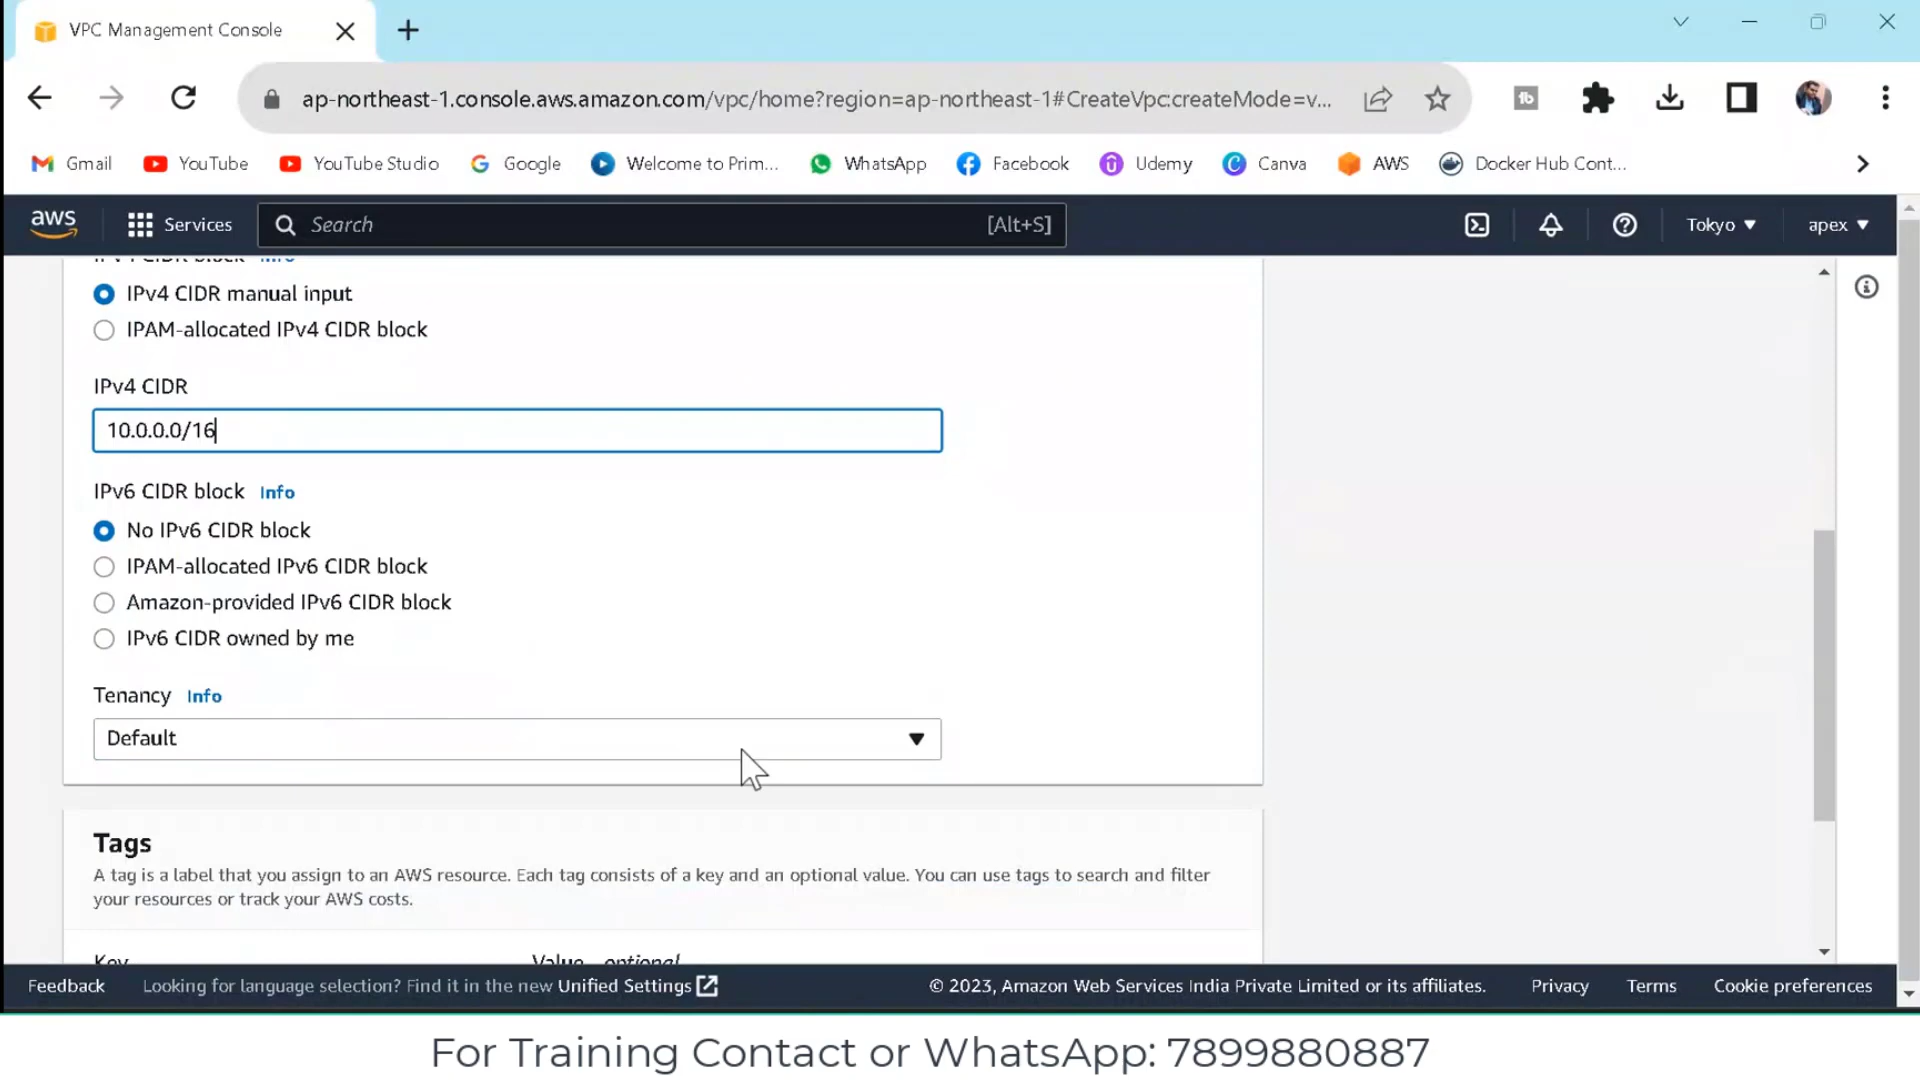 VPC Management Console
ap-northeast-1.console.aws.amazon.com/vpc/home?region=ap-northeast-1#CreateVpc:createMode=v...
Gmail YouTube YouTube Studio Google Welcome to Prim... WhatsApp Facebook Udemy Canva AWS Docker Hub Cont...
aws Services Search [Alt+S] Tokyo apex
IPv4 CIDR block Info
IPv4 CIDR manual input
IPAM-allocated IPv4 CIDR block
IPv4 CIDR
10.0.0.0/16
IPv6 CIDR block Info
No IPv6 CIDR block
IPAM-allocated IPv6 CIDR block
Amazon-provided IPv6 CIDR block
IPv6 CIDR owned by me
Tenancy Info
Default
Tags
A tag is a label that you assign to an AWS resource. Each tag consists of a key and an optional value. You can use tags to search and filter
your resources or track your AWS costs.
Key Value - optional
Feedback Looking for language selection? Find it in the new Unified Settings © 2023, Amazon Web Services India Private Limited or its affiliates. Privacy Terms Cookie preferences
For Training Contact or WhatsApp: 7899880887